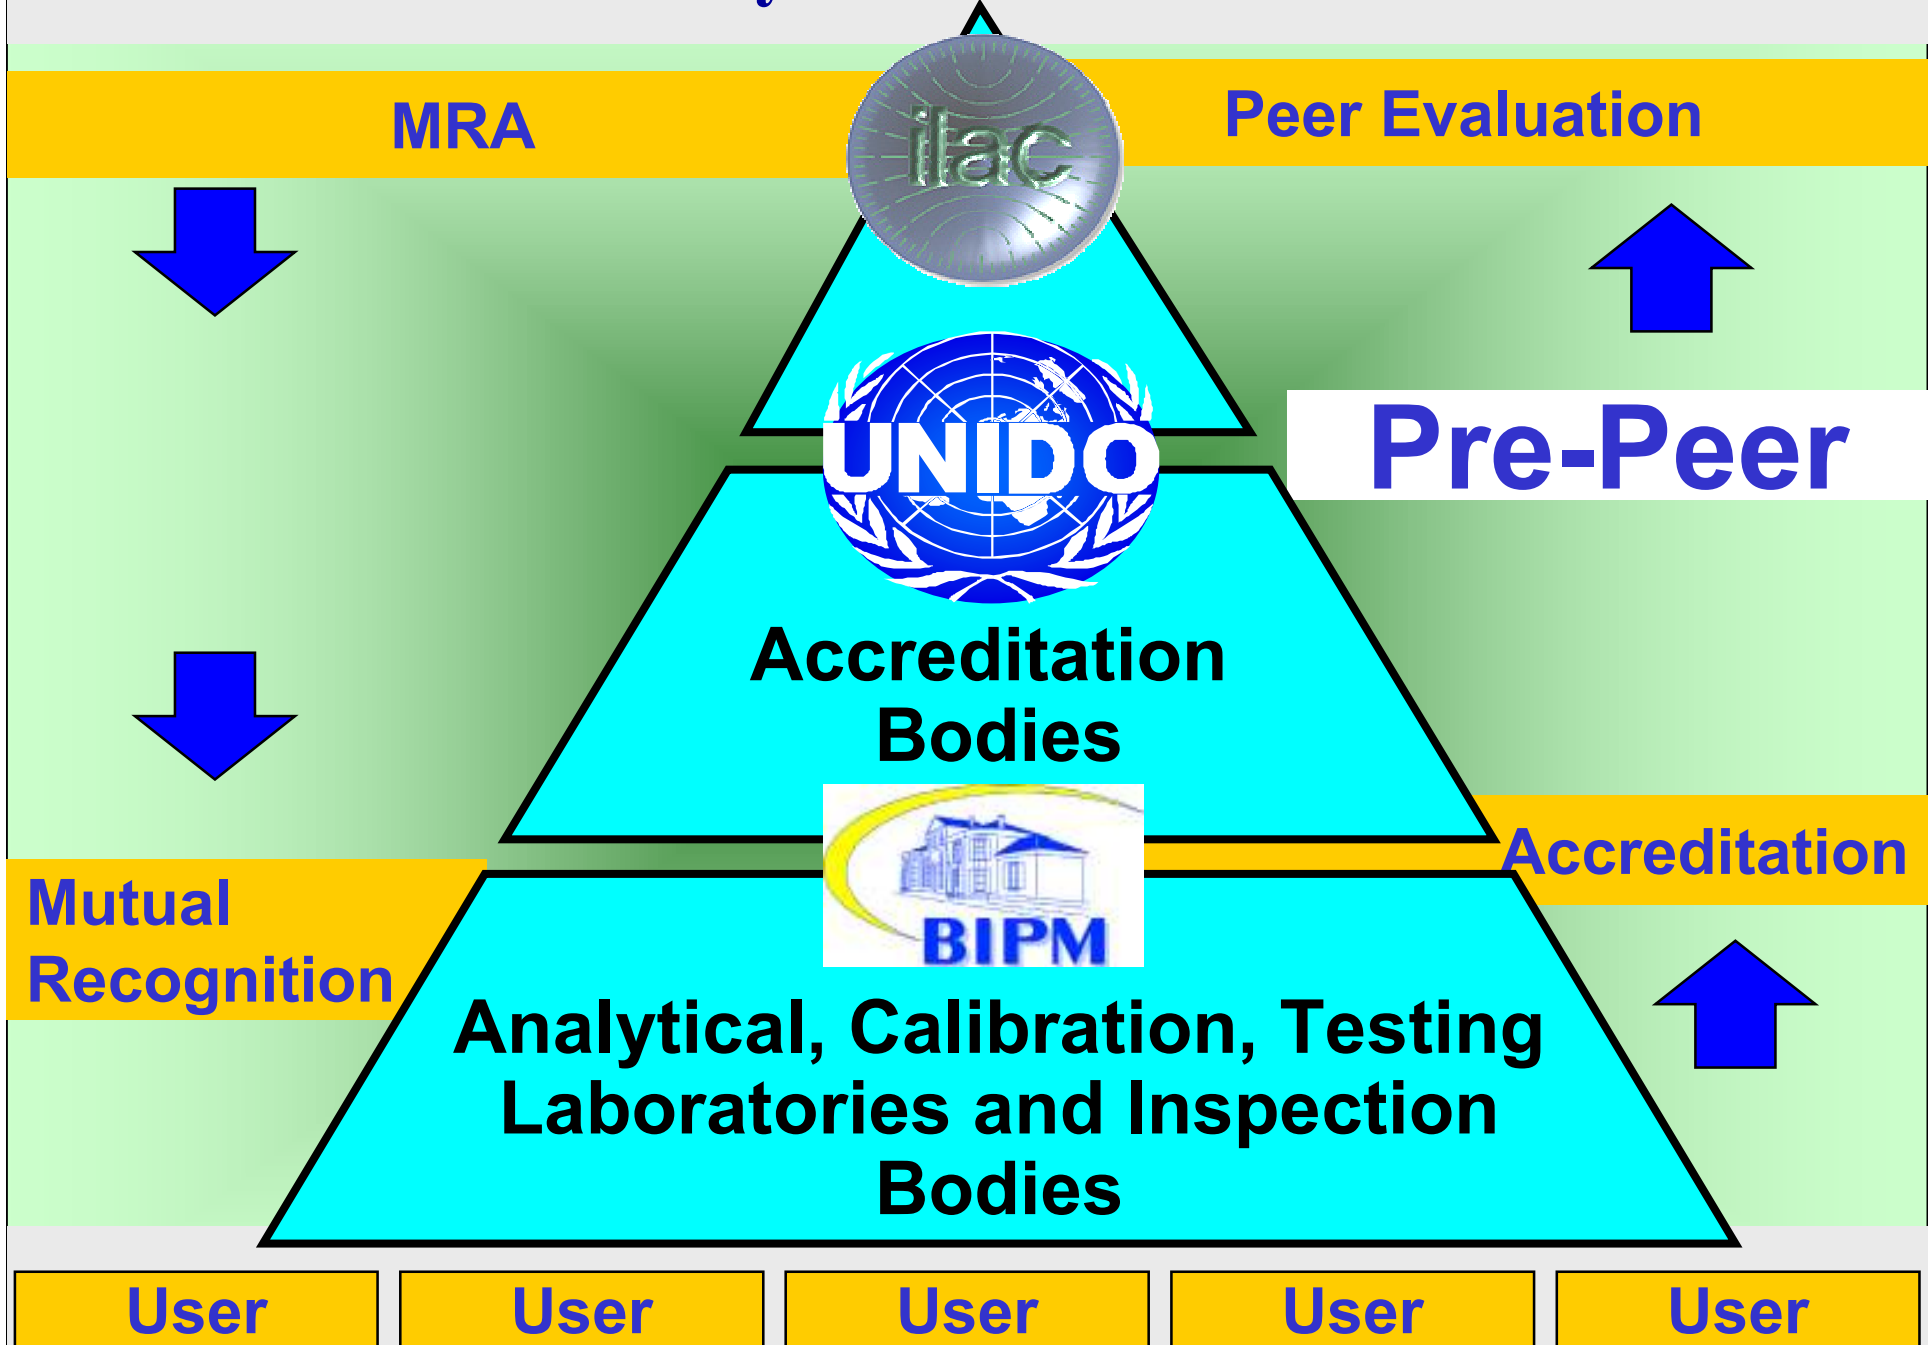 MRA
ilac
Peer Evaluation
UNIDO
Pre-Peer
Accreditation
Bodies
Accreditation
Mutual
Recognition
BIPM
Analytical, Calibration, Testing
Laboratories and Inspection
Bodies
User User User User User